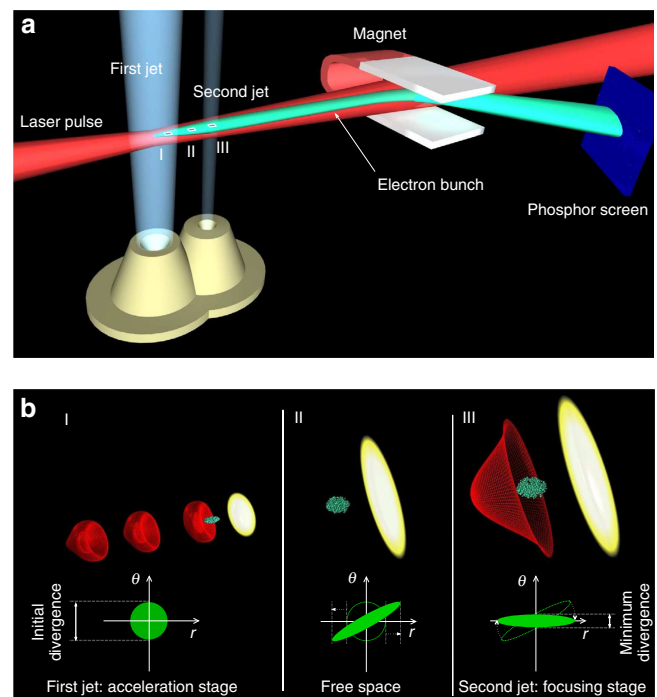 a
Magnet
First jet
Second jet
Laser pulse
I
II
III
Electron bunch
Phosphor screen
b
I
II
III
θ
θ
θ
Initial
divergence
r
r
r
Minimum
divergence
First jet: acceleration stage
Free space
Second jet: focusing stage